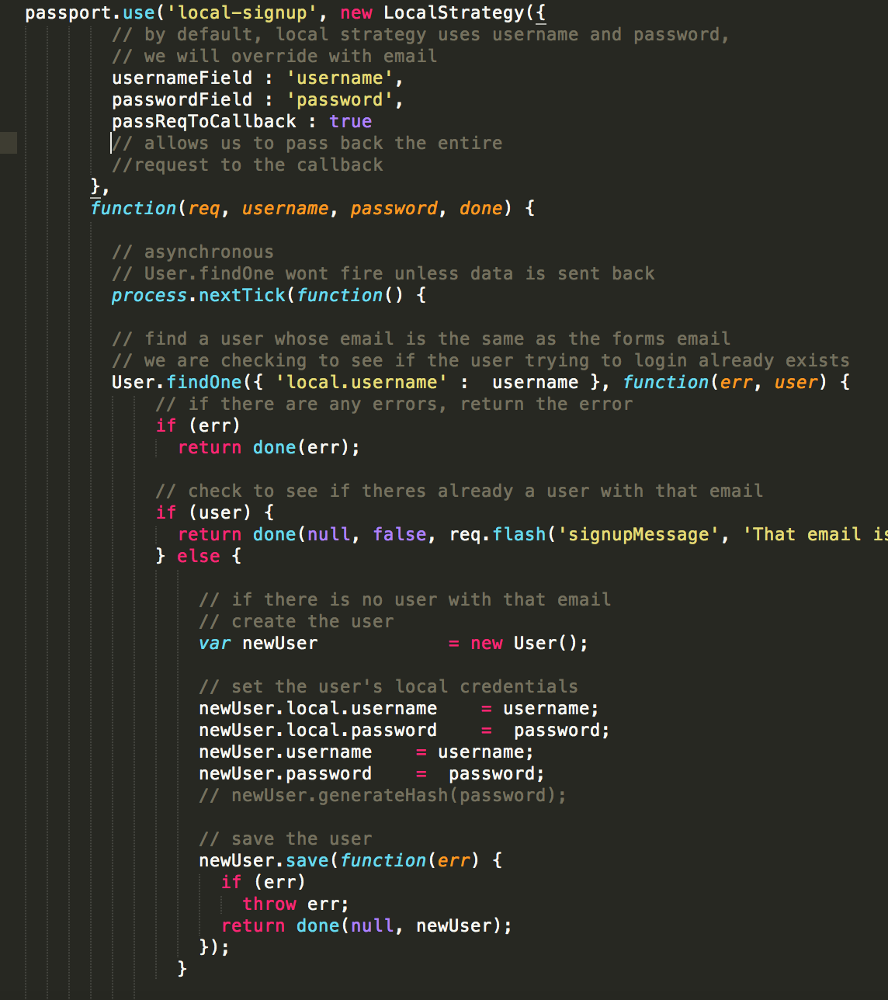 passport.use('local-signup', new LocalStrategy({
// by default, local strategy uses username and password,
// we will override with email
usernameField : 'username',
passwordField : 'password',
passReqToCallback : true
// allows us to pass back the entire
//request to the callback
},
function(req, username, password, done) {
// asynchronous
// User.findOne wont fire unless data is sent back
process.nextTick(function() {
// find a user whose email is the same as the forms email
// we are checking to see if the user trying to login already exists
User.findOne({ 'local.username' :  username }, function(err, user) {
// if there are any errors, return the error
if (err)
return done(err);
// check to see if theres already a user with that email
if (user) {
return done(null, false, req.flash('signupMessage', 'That email is
} else {
// if there is no user with that email
// create the user
var newUser            = new User();
// set the user's local credentials
newUser.local.username    = username;
newUser.local.password    =  password;
newUser.username    = username;
newUser.password    =  password;
// newUser.generateHash(password);
// save the user
newUser.save(function(err) {
if (err)
throw err;
return done(null, newUser);
});
}